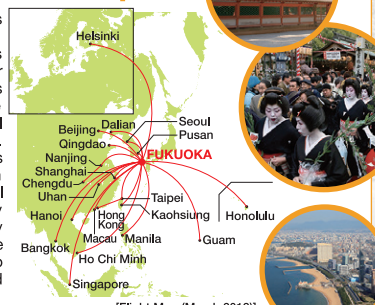 Helsinki
Beijing
Dalian
Seoul
Qingdao
Pusan
Nanjing
FUKUOKA
Shanghai
Chengdu
Uhan
Taipei
Hanoi
Hong
Kong
Kaohsiung
Honolulu
Macau
Manila
Guam
Bangkok
Ho Chi Minh
Singapore